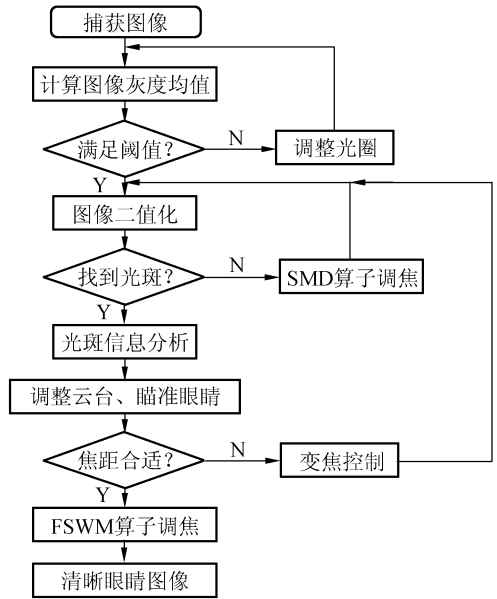 捕获图像
计算图像灰度均值
满足阈值?
N
调整光圈
Y
图像二值化
找到光斑?
N
SMD算子调焦
Y
光斑信息分析
调整云台、瞄准眼睛
焦距合适?
N
变焦控制
Y
FSWM算子调焦
清晰眼睛图像